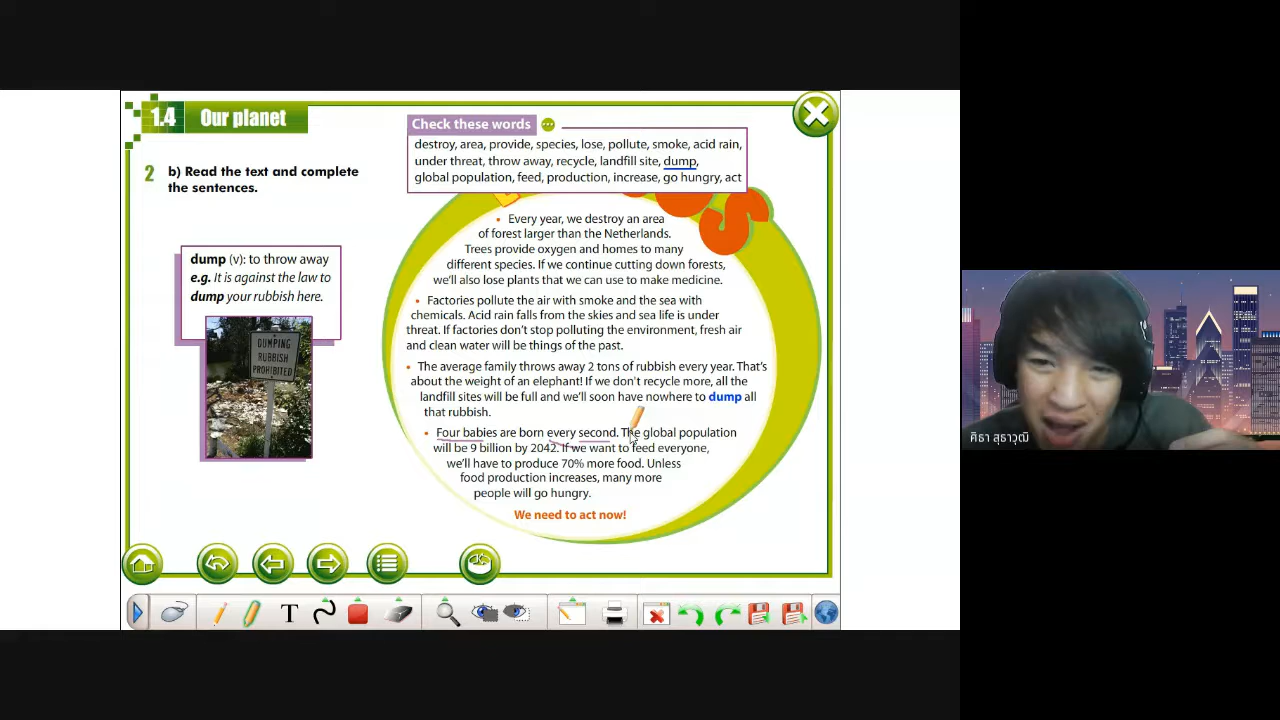 1.4 Our planet
2 b) Read the text and complete
the sentences.
dump (v): to throw away
e.g. It is against the law to
dump your rubbish here.
DUMPING
RUBBISH
PROHIBITED
Check these words
destroy, area, provide, species, lose, pollute, smoke, acid rain,
under threat, throw away, recycle, landfill site, dump,
global population, feed, production, increase, go hungry, act
• Every year, we destroy an area
of forest larger than the Netherlands.
Trees provide oxygen and homes to many
different species. If we continue cutting down forests,
we'll also lose plants that we can use to make medicine.
• Factories pollute the air with smoke and the sea with
chemicals. Acid rain falls from the skies and sea life is under
threat. If factories don't stop polluting the environment, fresh air
and clean water will be things of the past.
• The average family throws away 2 tons of rubbish every year. That's
about the weight of an elephant! If we don't recycle more, all the
landfill sites will be full and we'll soon have nowhere to dump all
that rubbish.
• Four babies are born every second. The global population
will be 9 billion by 2042. If we want to feed everyone,
we'll have to produce 70% more food. Unless
food production increases, many more
people will go hungry.
We need to act now!
T
ศิธา สุธาวุฒิ